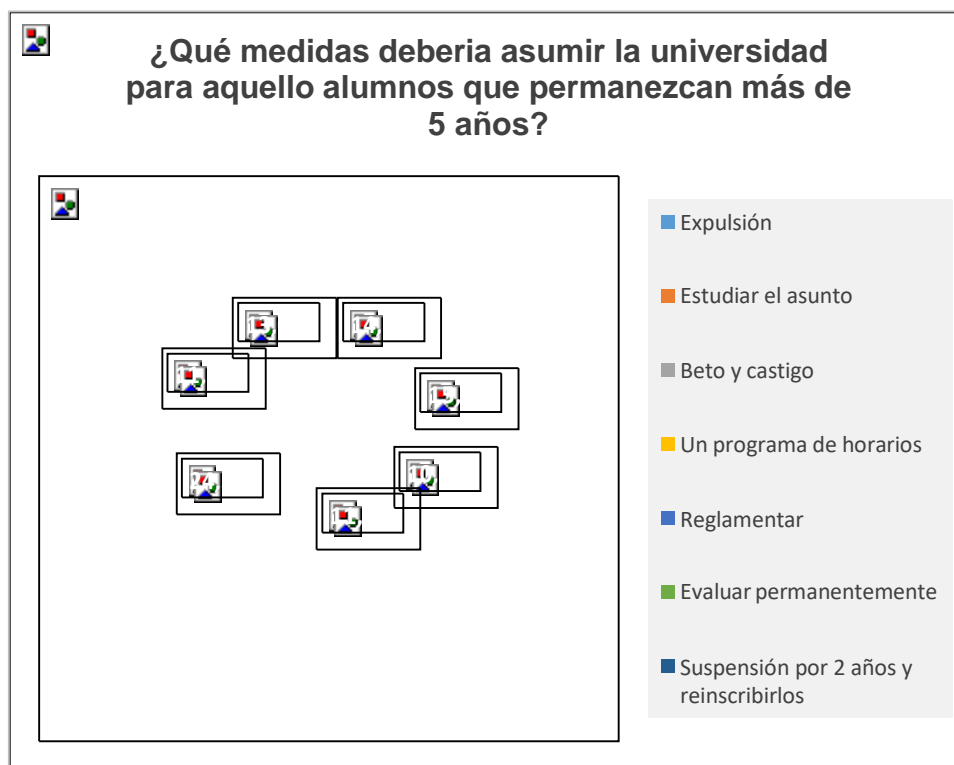 ¿Qué medidas deberia asumir la universidad
para aquello alumnos que permanezcan más de
5 años?
Expulsión
Estudiar el asunto
Beto y castigo
Un programa de horarios
Reglamentar
Evaluar permanentemente
Suspensión por 2 años y
reinscribirlos